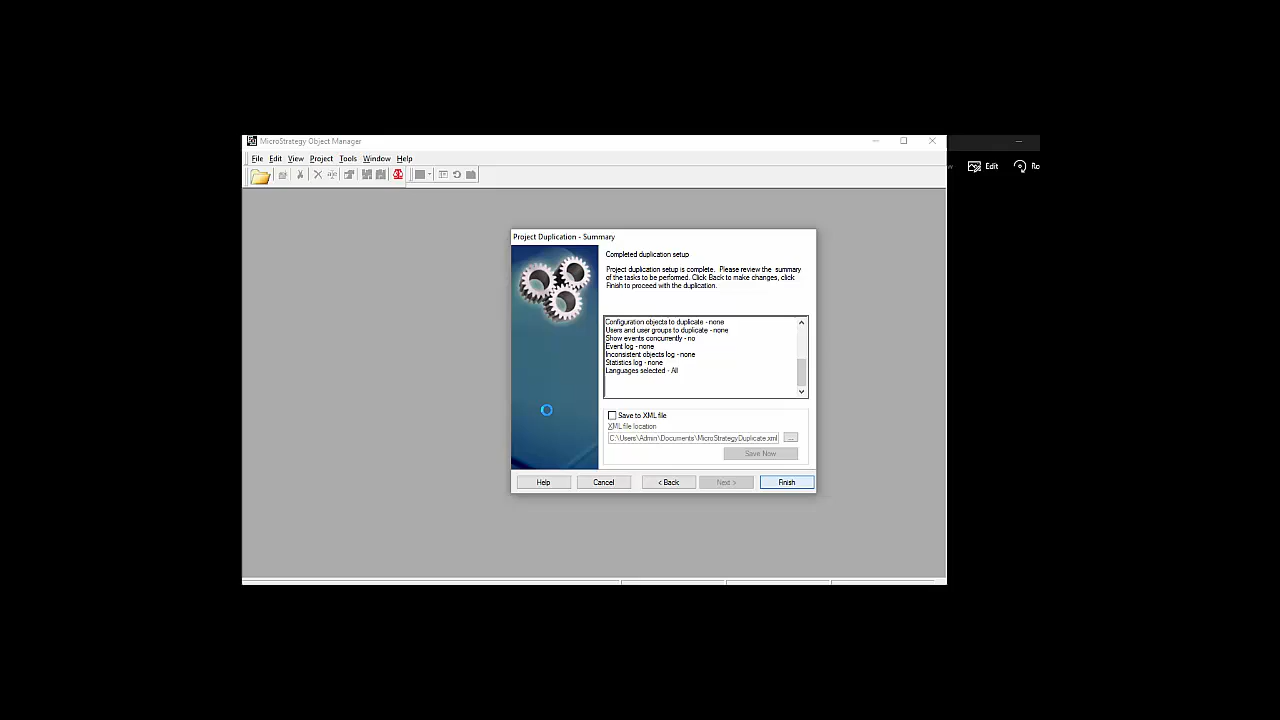 MicroStrategy Object Manager
File Edit View Project Tools Window Help
Edit
Ro
Project Duplication - Summary
Completed duplication setup
Project duplication setup is complete. Please review the summary
of the tasks to be performed. Click Back to make changes, click
Finish to proceed with the duplication.
Configuration objects to duplicate - none
Users and user groups to duplicate - none
Show events concurrently - no
Event log - none
Inconsistent objects log - none
Statistics log - none
Languages selected - All
Save to XML file
XML file location
C:\Users\Admin\Documents\MicroStrategyDuplicate.xml
...
Save Now
Help Cancel < Back Next > Finish